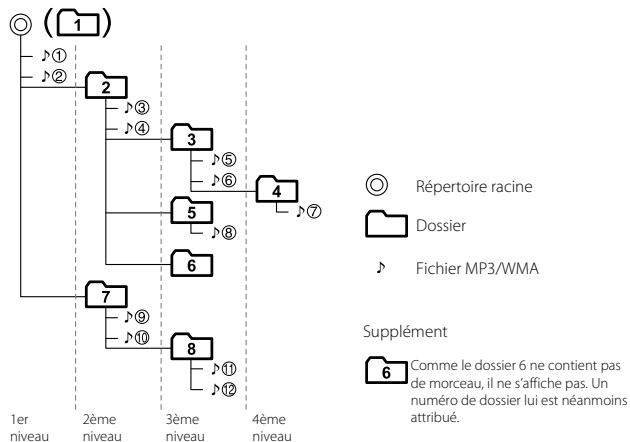 (1)
♪①
♪②
2
♪③
♪④
3
♪⑤
♪⑥
4
♪⑦
5
♪⑧
6
7
♪⑨
♪⑩
8
♪⑪
♪⑫
1er
niveau
2ème
niveau
3ème
niveau
4ème
niveau
Répertoire racine
Dossier
♪ Fichier MP3/WMA
Supplément
6
Comme le dossier 6 ne contient pas
de morceau, il ne s’affiche pas. Un
numéro de dossier lui est néanmoins
attribué.